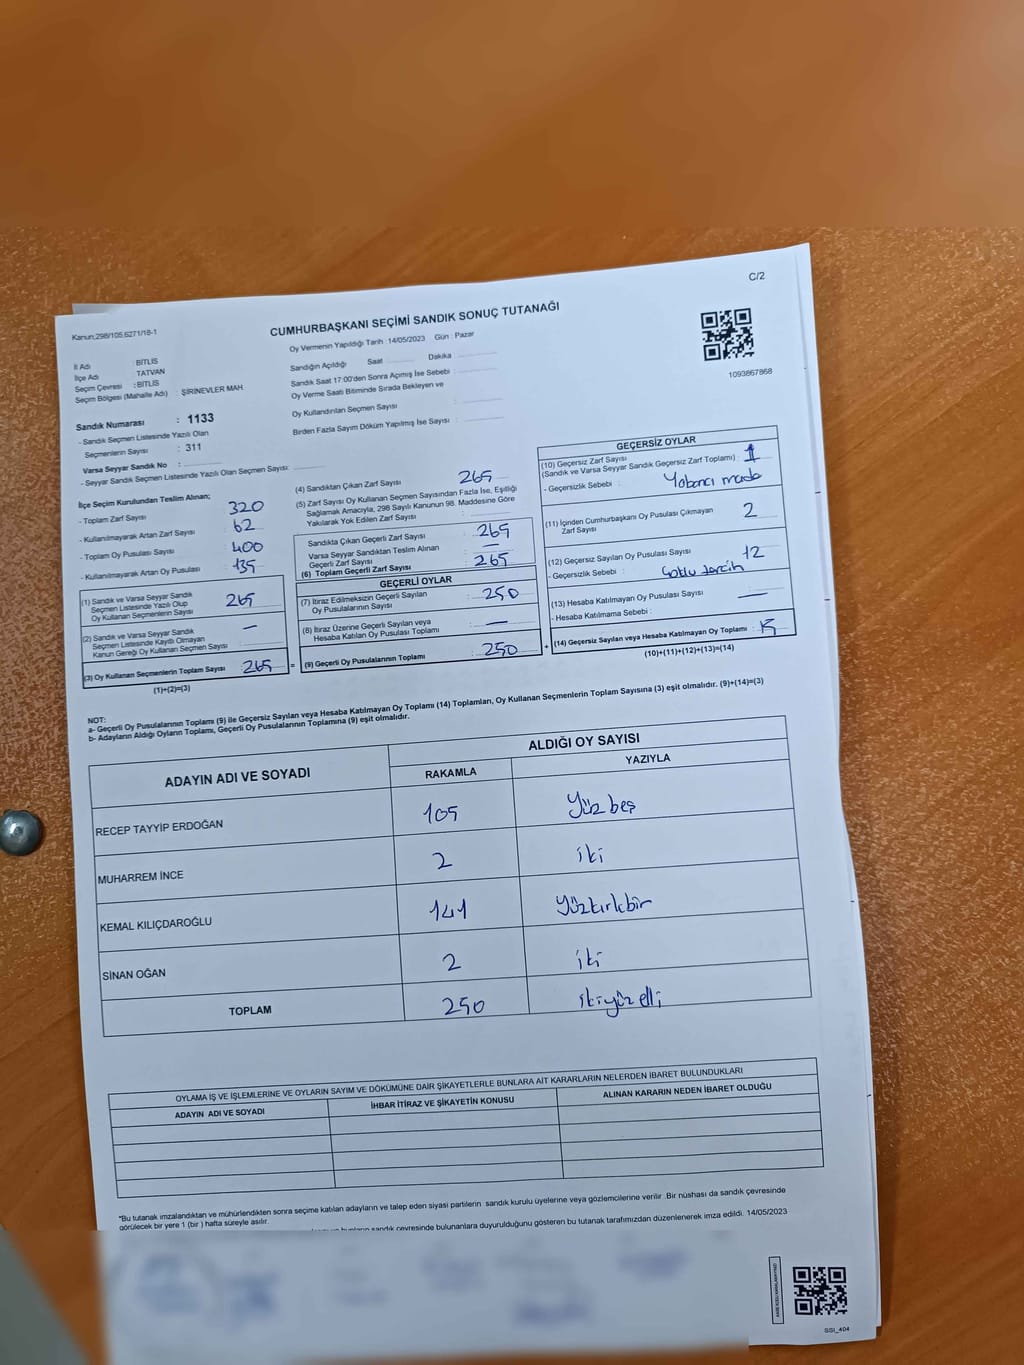 C/2
Kanun;298/105,6271/18-1
CUMHURBAŞKANI SEÇİMİ SANDIK SONUÇ TUTANAĞI
İl Adı : BİTLİS
İlçe Adı : TATVAN
Seçim Çevresi : BİTLİS
Seçim Bölgesi (Mahalle Adı) : ŞİRİNEVLER MAH.
Sandık Numarası : 1133
- Sandık Seçmen Listesinde Yazılı Olan
Seçmenlerin Sayısı : 311
Varsa Seyyar Sandık No :
- Seyyar Sandık Seçmen Listesinde Yazılı Olan Seçmen Sayısı:
Oy Vermenin Yapıldığı Tarih :14/05/2023 Gün : Pazar
Sandığın Açıldığı Saat Dakika
Sandık Saat 17:00'den Sonra Açımış İse Sebebi :
Oy Verme Saati Bitiminde Sırada Bekleyen ve
Oy Kullandırılan Seçmen Sayısı :
Birden Fazla Sayım Döküm Yapılmış İse Sayısı :
1093867868
İlçe Seçim Kurulundan Teslim Alınan;
- Toplam Zarf Sayısı : 320
- Kullanılmayarak Artan Zarf Sayısı : 62
- Toplam Oy Pusulası Sayısı : 400
- Kullanılmayarak Artan Oy Pusulası : 135
(1) Sandık ve Varsa Seyyar Sandık
Seçmen Listesinde Yazılı Olup
Oy Kullanan Seçmenlerin Sayısı : 265
(2) Sandık ve Varsa Seyyar Sandık
Seçmen Listesinde Kayıtlı Olmayan
Kanun Gereği Oy Kullanan Seçmen Sayısı : —
(3) Oy Kullanan Seçmenlerin Toplam Sayısı : 265
(1)+(2)=(3)
(4) Sandıktan Çıkan Zarf Sayısı : 265
(5) Zarf Sayısı Oy Kullanan Seçmen Sayısından Fazla İse, Eşitliği
Sağlamak Amacıyla, 298 Sayılı Kanunun 98. Maddesine Göre
Yakılarak Yok Edilen Zarf Sayısı :
Sandıkta Çıkan Geçerli Zarf Sayısı : 265
Varsa Seyyar Sandıktan Teslim Alınan
Geçerli Zarf Sayısı : —
(6) Toplam Geçerli Zarf Sayısı : 265
GEÇERLİ OYLAR
(7) İtiraz Edilmeksizin Geçerli Sayılan
Oy Pusulalarının Sayısı : 250
(8) İtiraz Üzerine Geçerli Sayılan veya
Hesaba Katılan Oy Pusulası Toplamı : —
= (9) Geçerli Oy Pusulalarının Toplamı : 250 +
GEÇERSİZ OYLAR
(10) Geçersiz Zarf Sayısı
(Sandık ve Varsa Seyyar Sandık Geçersiz Zarf Toplamı) : 1
- Geçersizlik Sebebi : Yabancı madde
(11) İçinden Cumhurbaşkanı Oy Pusulası Çıkmayan
Zarf Sayısı : 2
(12) Geçersiz Sayılan Oy Pusulası Sayısı : 12
- Geçersizlik Sebebi : Çoklu tercih
(13) Hesaba Katılmayan Oy Pusulası Sayısı : —
- Hesaba Katılmama Sebebi :
(14) Geçersiz Sayılan veya Hesaba Katılmayan Oy Toplamı : 15
(10)+(11)+(12)+(13)=(14)
NOT:
a- Geçerli Oy Pusulalarının Toplamı (9) ile Geçersiz Sayılan veya Hesaba Katılmayan Oy Toplamı (14) Toplamları, Oy Kullanan Seçmenlerin Toplam Sayısına (3) eşit olmalıdır. (9)+(14)=(3)
b- Adayların Aldığı Oyların Toplamı, Geçerli Oy Pusulalarının Toplamına (9) eşit olmalıdır.
ADAYIN ADI VE SOYADI ALDIĞI OY SAYISI
RAKAMLA YAZIYLA
RECEP TAYYİP ERDOĞAN 105 Yüz beş
MUHARREM İNCE 2 iki
KEMAL KILIÇDAROĞLU 141 Yüzkırkbir
SİNAN OĞAN 2 iki
TOPLAM 250 ikiyüz elli
OYLAMA İŞ VE İŞLEMLERİNE VE OYLARIN SAYIM VE DÖKÜMÜNE DAİR ŞİKAYETLERLE BUNLARA AİT KARARLARIN NELERDEN İBARET BULUNDUKLARI
ADAYIN ADI VE SOYADI İHBAR İTİRAZ VE ŞİKAYETİN KONUSU ALINAN KARARIN NEDEN İBARET OLDUĞU
"Bu tutanak imzalandıktan ve mühürlendikten sonra seçime katılan adayların ve talep eden siyasi partilerin sandık kurulu üyelerine veya gözlemcilerine verilir .Bir nüshası da sandık çevresinde
görülecek bir yere 1 (bir ) hafta süreyle asılır.
sandık çevresinde bulunanlara duyurulduğunu gösteren bu tutanak tarafımızdan düzenlenerek imza edildi. 14/05/2023
SSI_404